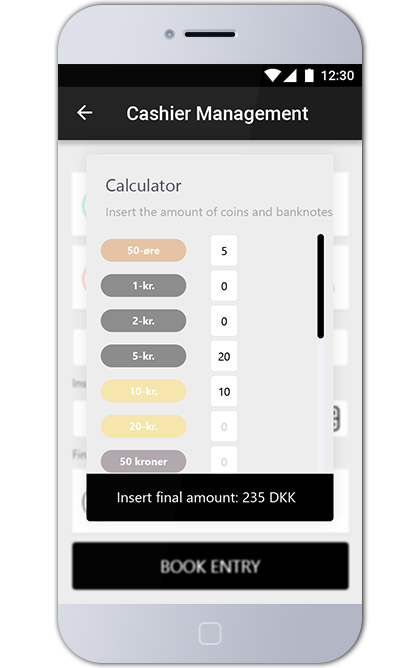 12:30
Cashier Management
Calculator
Insert the amount of coins and banknotes
50-øre 5
1-kr. 0
2-kr. 0
5-kr. 20
10-kr. 10
20-kr. 0
50 kroner 0
Ins
Fin
Insert final amount: 235 DKK
BOOK ENTRY